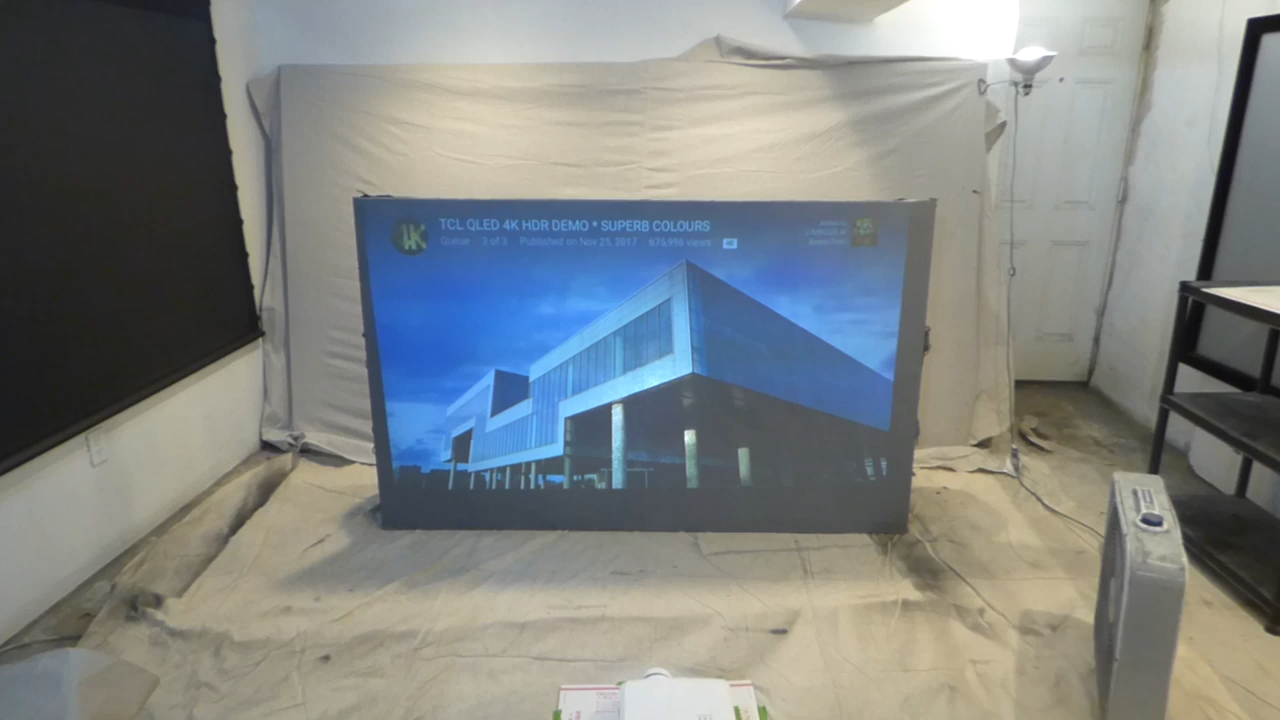 4K
TCL QLED 4K HDR DEMO * SUPERB COLOURS
Queue 3 of 5 Published on Nov 25, 2017 675,996 views